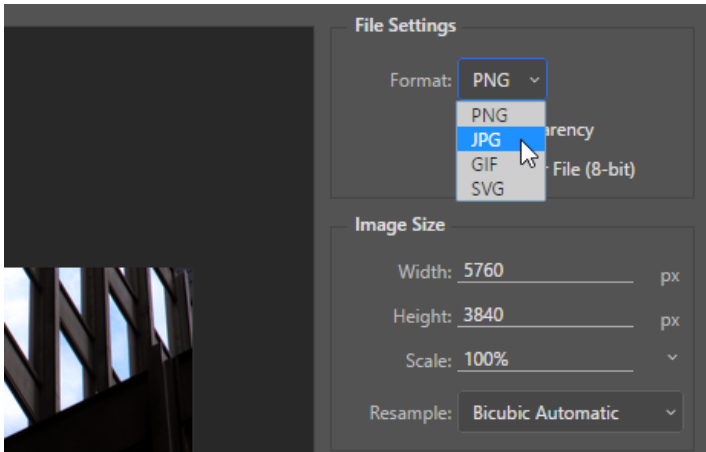 File Settings
Format: PNG
PNG
JPG
GIF
SVG
File (8-bit)
Image Size
Width: 5760 px
Height: 3840 px
Scale: 100%
Resample: Bicubic Automatic